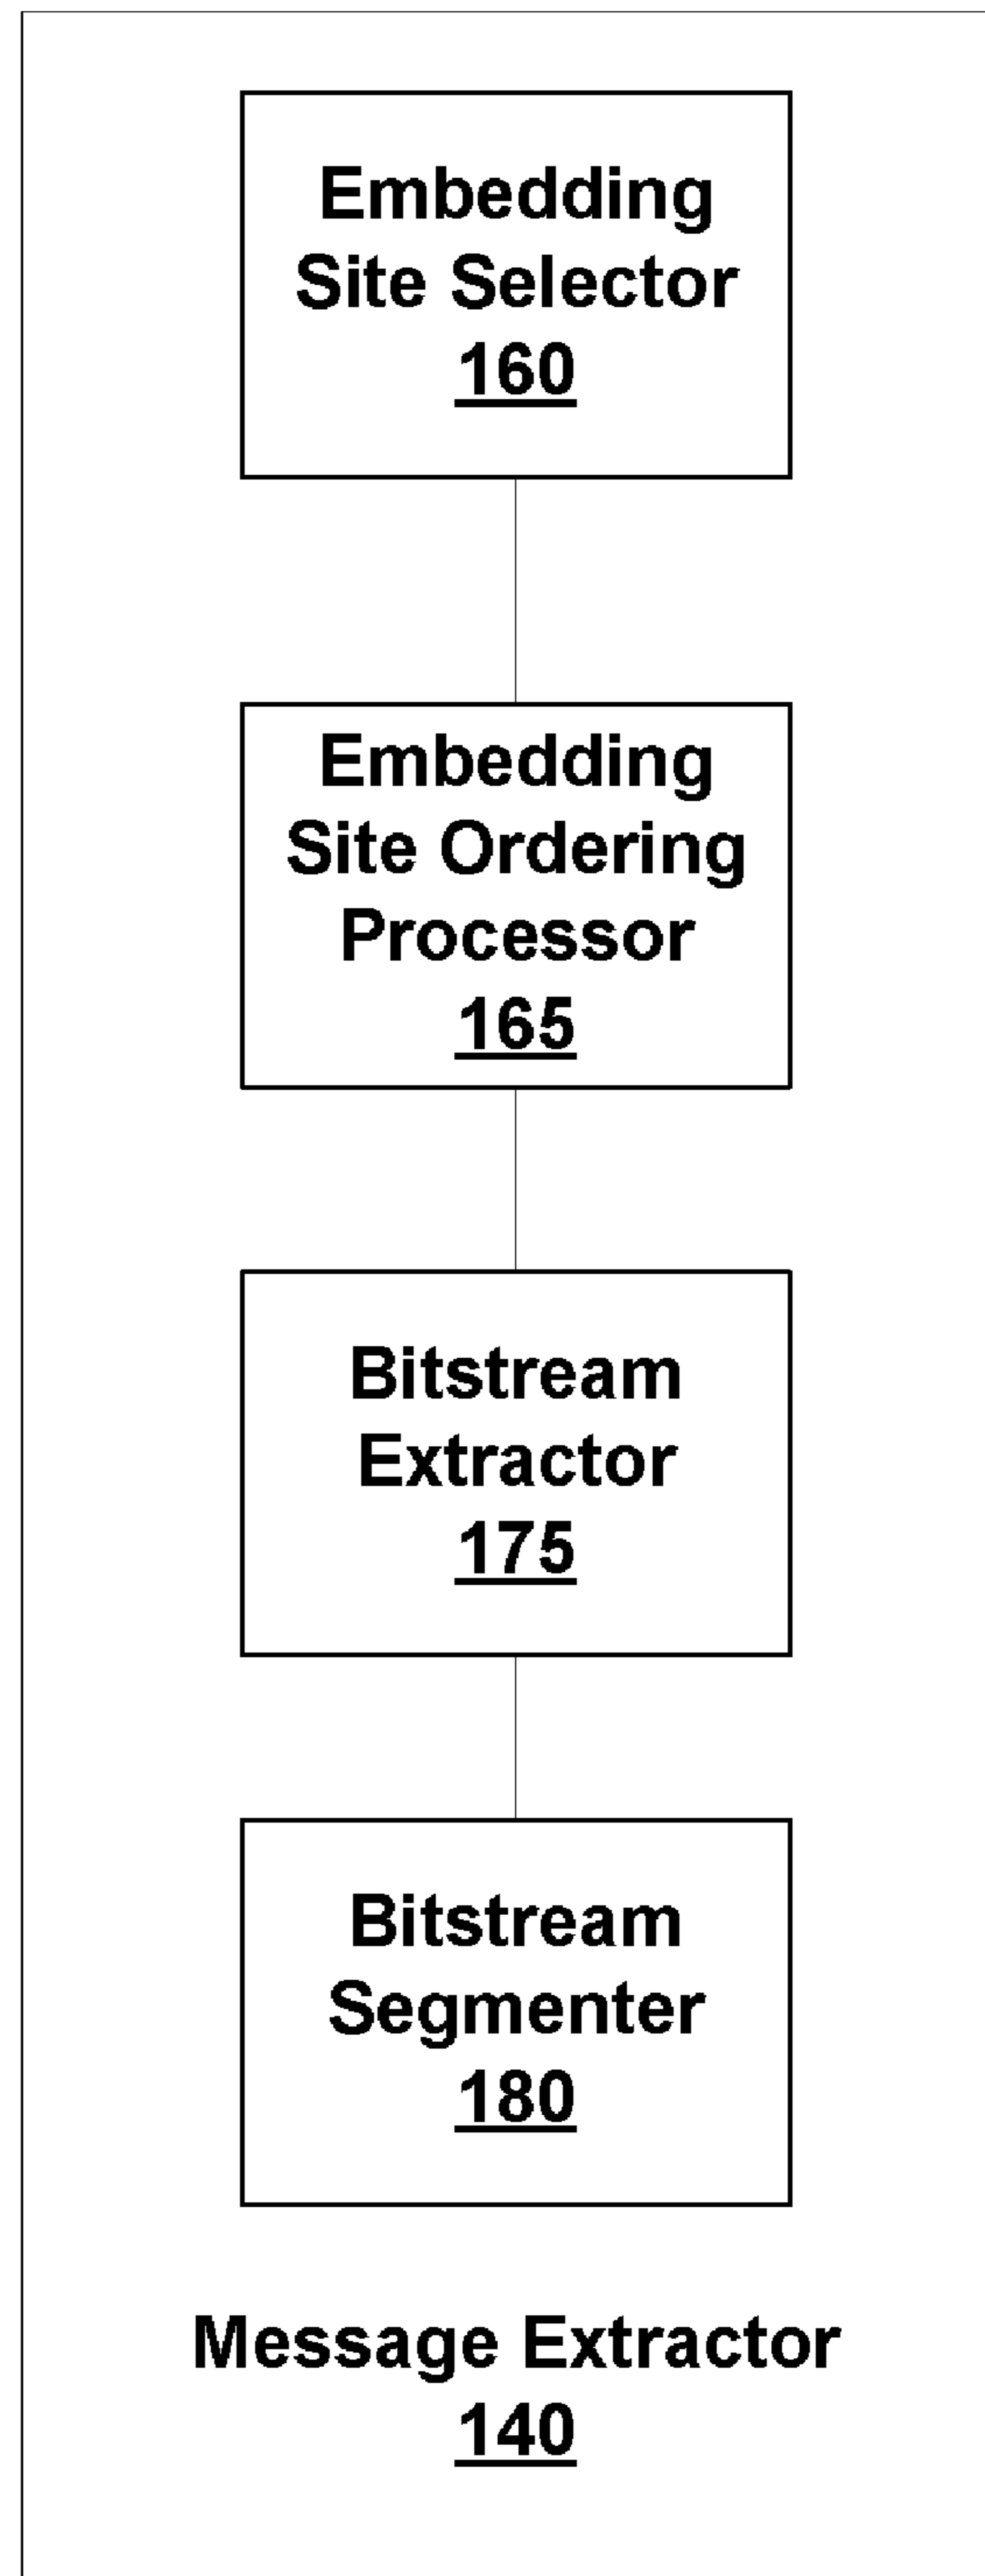 Embedding
Site Selector
160
Embedding
Site Ordering
Processor
165
Bitstream
Extractor
175
Bitstream
Segmenter
180
Message Extractor
140